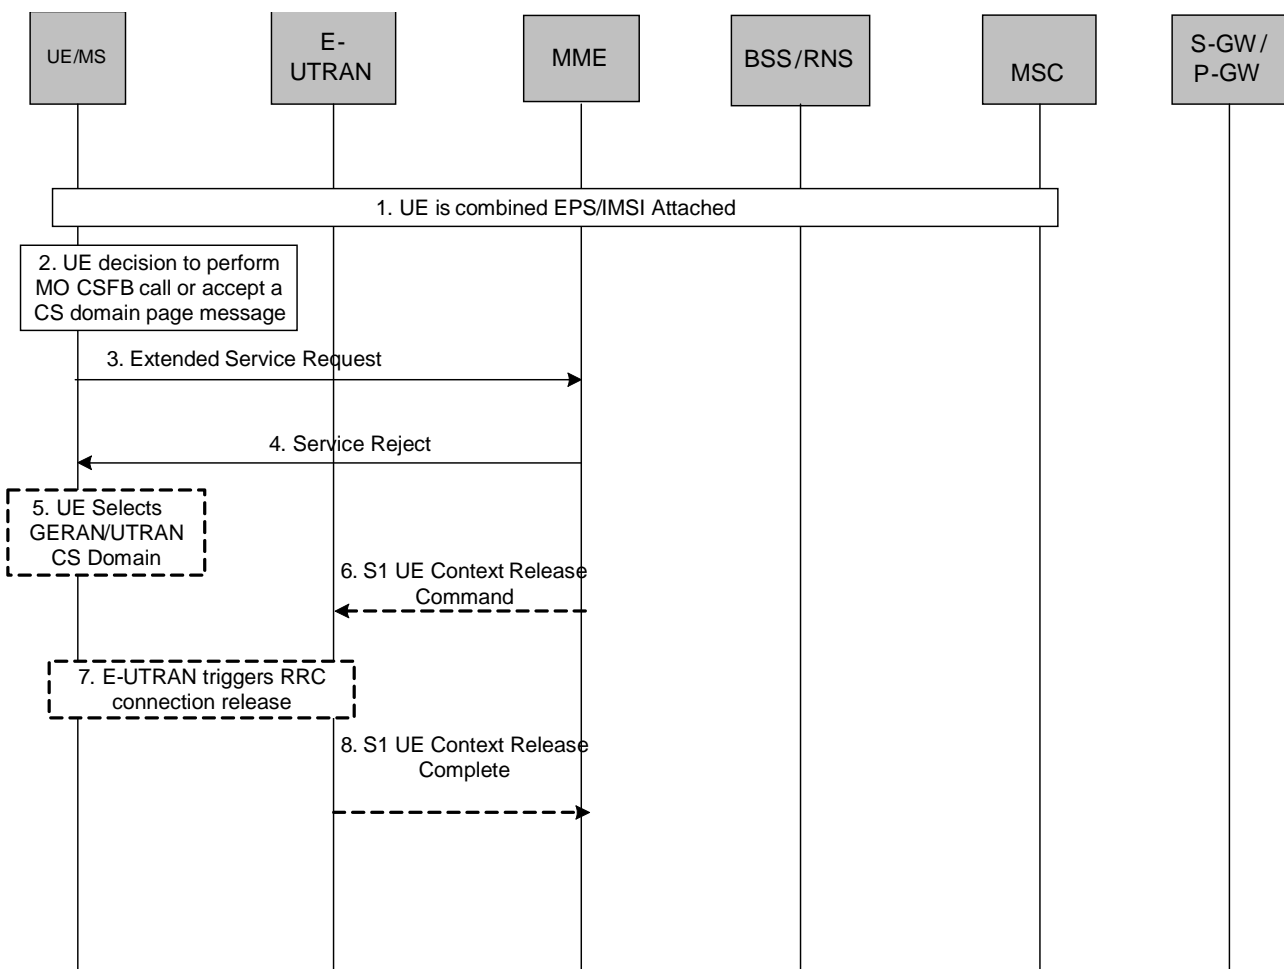 UE/MS
E-
UTRAN
MME
BSS/RNS
MSC
S-GW/
P-GW
1. UE is combined EPS/IMSI Attached
2. UE decision to perform
MO CSFB call or accept a
CS domain page message
3. Extended Service Request
4. Service Reject
5. UE Selects
GERAN/UTRAN
CS Domain
6. S1 UE Context Release
Command
7. E-UTRAN triggers RRC
connection release
8. S1 UE Context Release
Complete